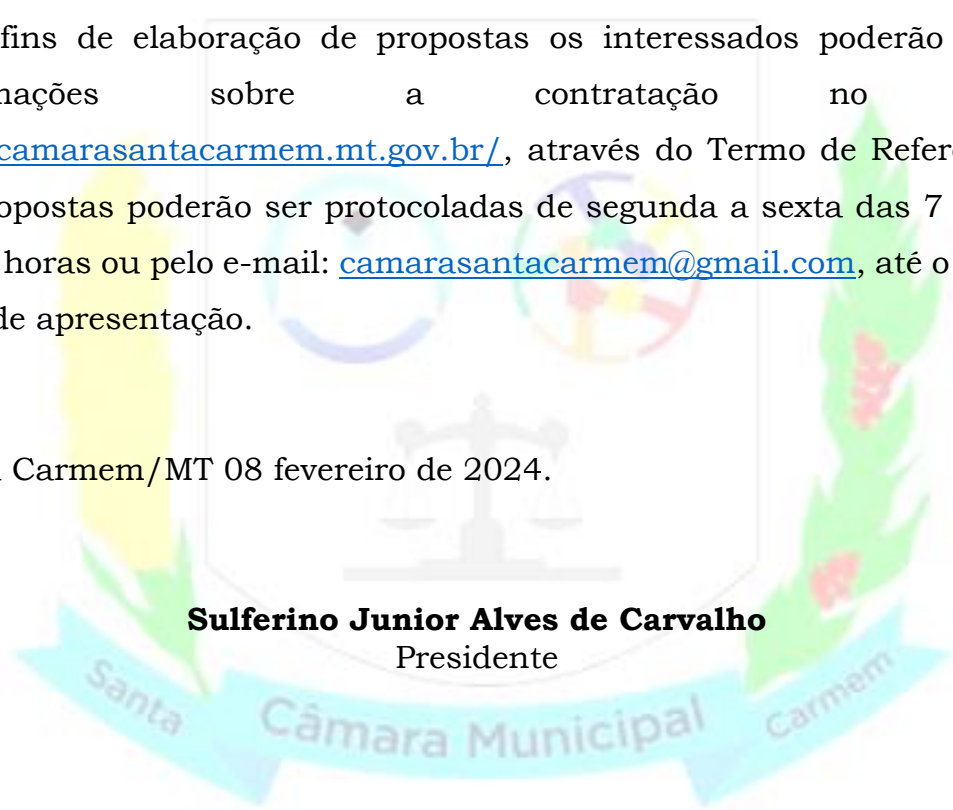 fins de elaboração de propostas os interessados poderão
mações sobre a contratação no
camarasantacarmem.mt.gov.br/, através do Termo de Refer
opostas poderão ser protocoladas de segunda a sexta das 7
horas ou pelo e-mail: camarasantacarmem@gmail.com, até o
de apresentação.
Carmem/MT 08 fevereiro de 2024.
Sulferino Junior Alves de Carvalho
Presidente
Santa Câmara Municipal Carmem